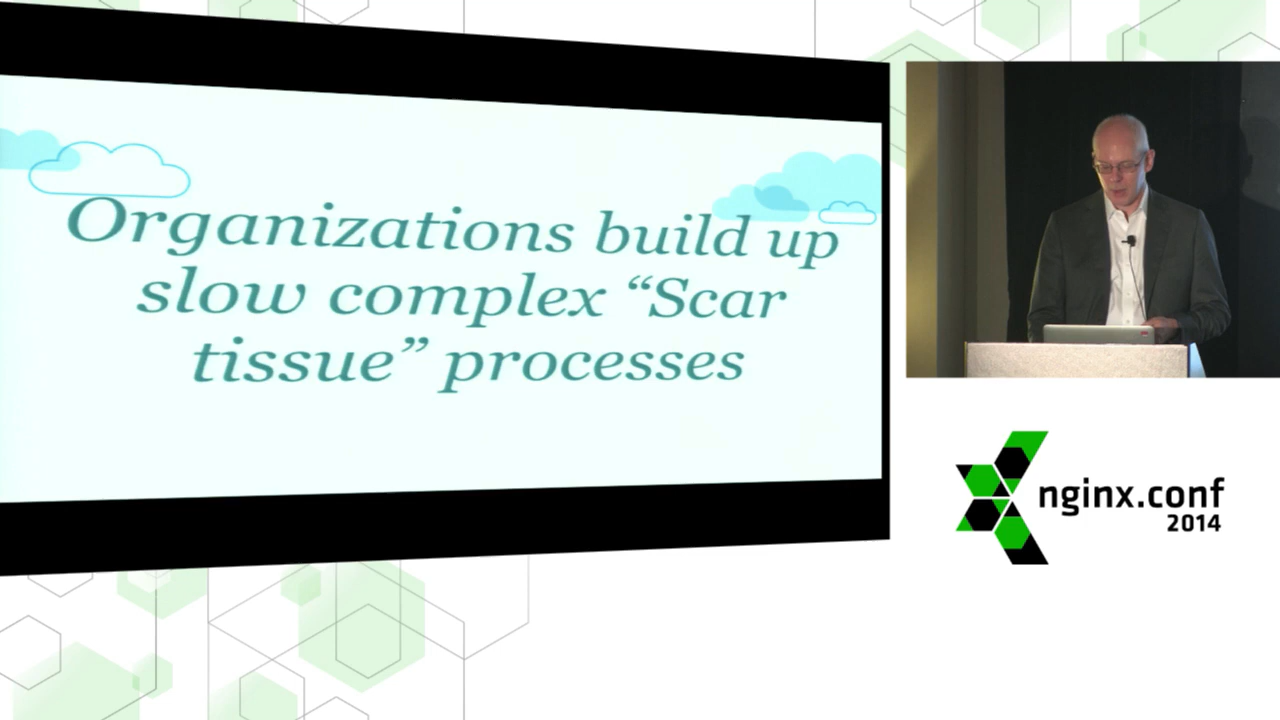 Organizations build up
slow complex “Scar
tissue” processes
nginx.conf
2014